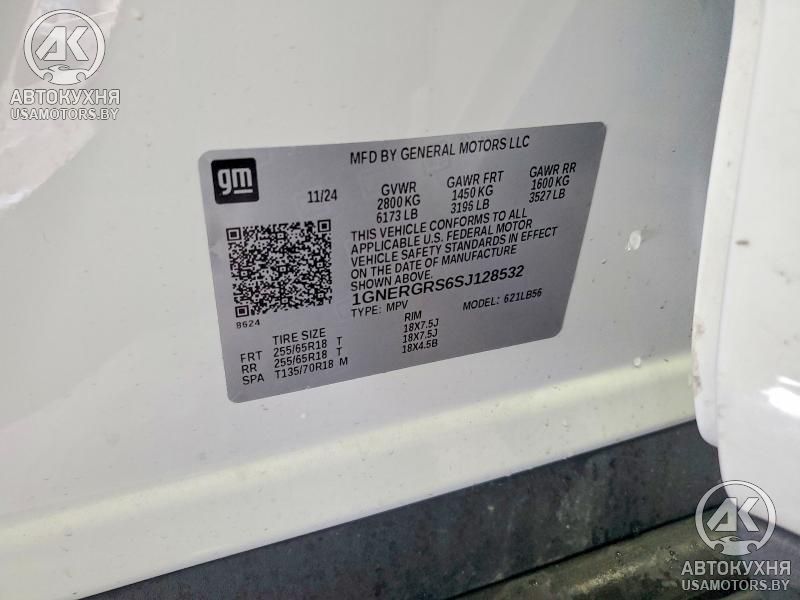 AK
АВТОКУХНЯ
USAMOTORS.BY
gm
MFD BY GENERAL MOTORS LLC
11/24
GVWR GAWR FRT GAWR RR
2800 KG 1450 KG 1600 KG
6173 LB 3196 LB 3527 LB
THIS VEHICLE CONFORMS TO ALL
APPLICABLE U.S. FEDERAL MOTOR
VEHICLE SAFETY STANDARDS IN EFFECT
ON THE DATE OF MANUFACTURE
SHOWN ABOVE.
1GNERGRS6SJ128532
TYPE: MPV MODEL: 621LB56
8624
TIRE SIZE RIM
FRT 255/65R18 T 18X7.5J
RR 255/65R18 T 18X7.5J
SPA T135/70R18 M 18X4.5B
AK
АВТОКУХНЯ
USAMOTORS.BY